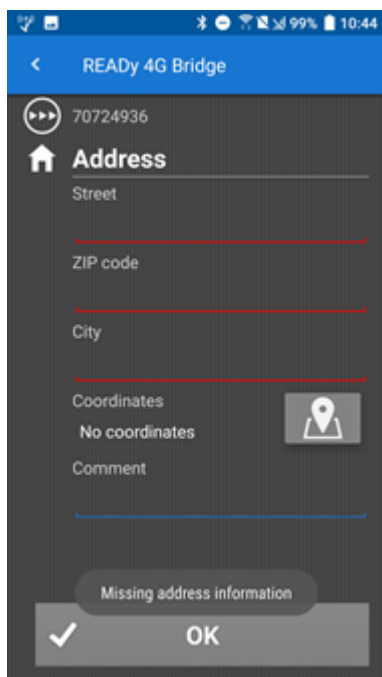 99% 10:44
READy 4G Bridge
70724936
Address
Street
ZIP code
City
Coordinates
No coordinates
Comment
Missing address information
OK